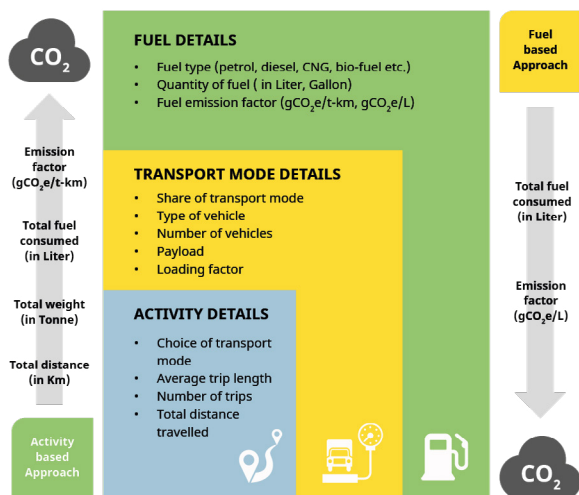 CO2
Emission
factor
(gCO2e/t-km)
Total fuel
consumed
(in Liter)
Total weight
(in Tonne)
Total distance
(in Km)
Activity
based
Approach
FUEL DETAILS
• Fuel type (petrol, diesel, CNG, bio-fuel etc.)
• Quantity of fuel ( in Liter, Gallon)
• Fuel emission factor (gCO2e/t-km, gCO2e/L)
TRANSPORT MODE DETAILS
• Share of transport mode
• Type of vehicle
• Number of vehicles
• Payload
• Loading factor
ACTIVITY DETAILS
• Choice of transport
mode
• Average trip length
• Number of trips
• Total distance
travelled
Fuel
based
Approach
Total fuel
consumed
(in Liter)
Emission
factor
(gCO2e/L)
CO2